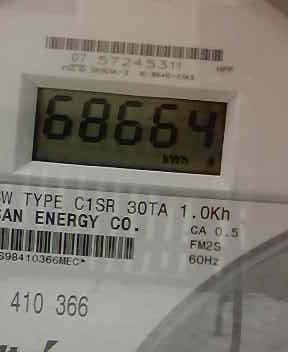 07 57245311
68664
kWh
W TYPE C1SR 30TA 1.0Kh
AN ENERGY CO.
CA 0.5
FM2S
60Hz
S98410366MEC*
410 366